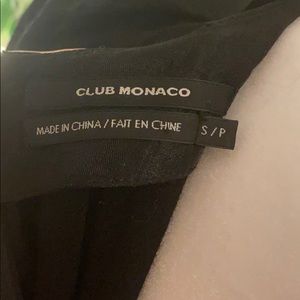 CLUB MONACO
MADE IN CHINA / FAIT EN CHINE
S / P